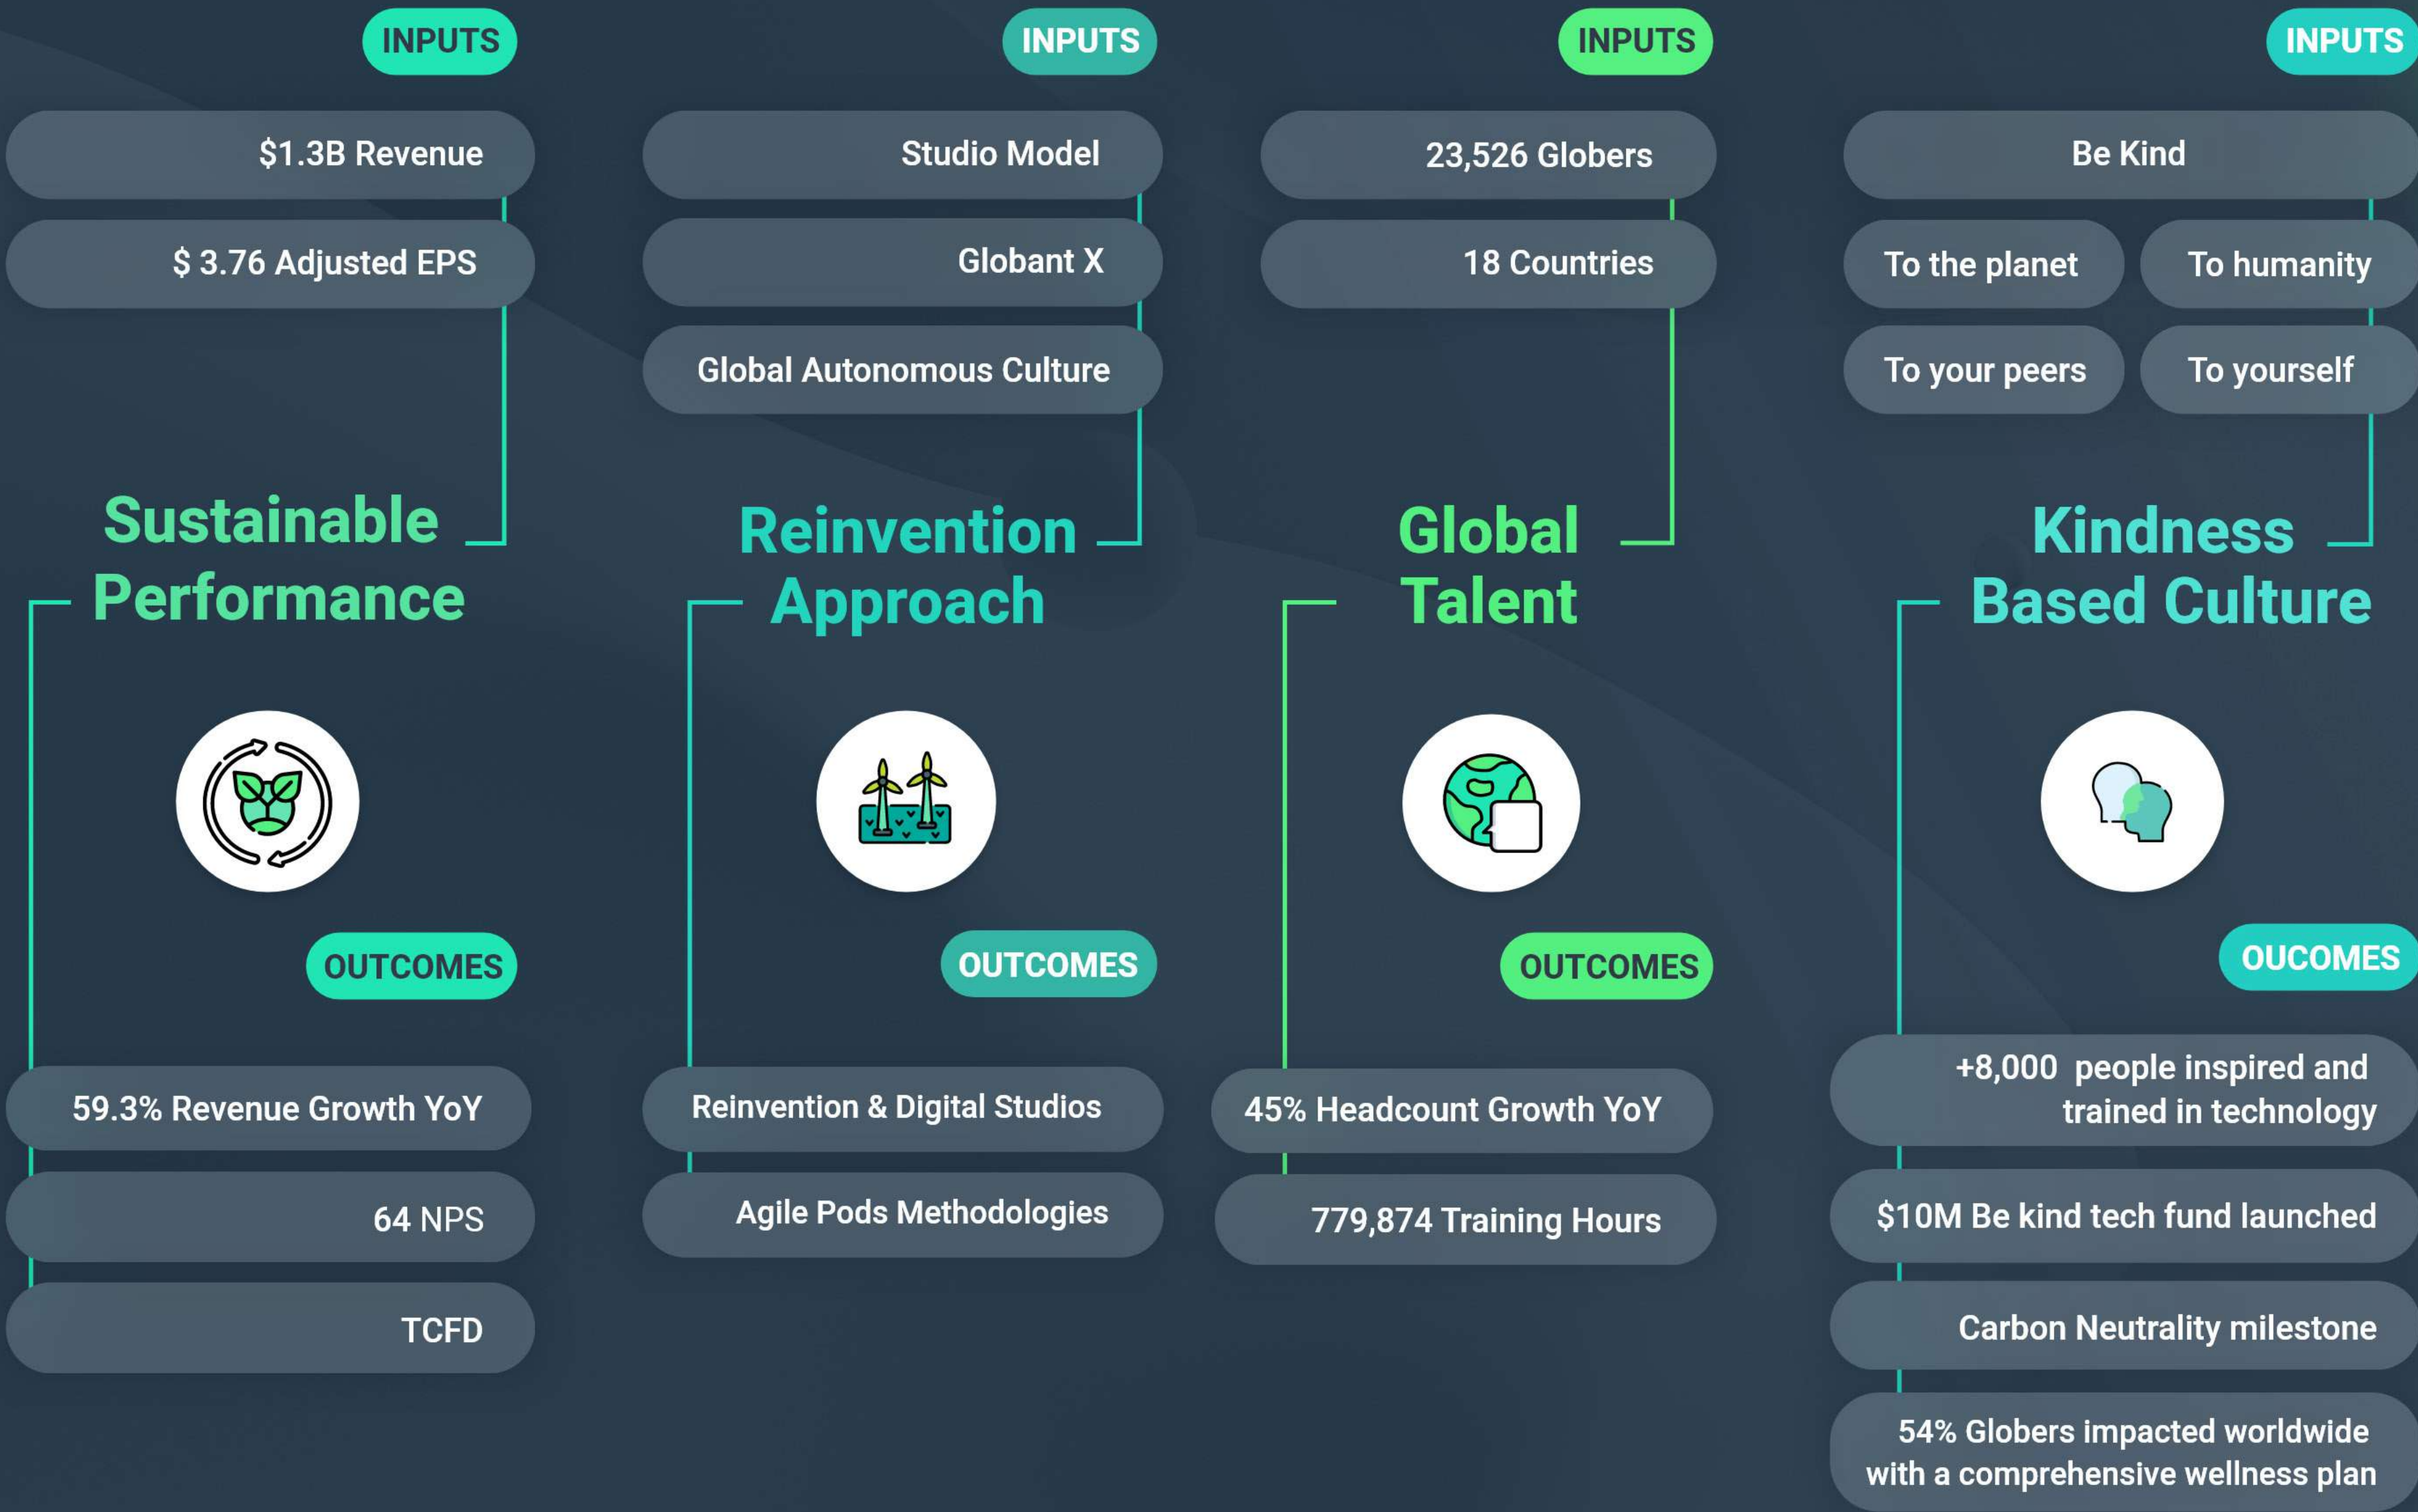 INPUTS
$1.3B Revenue
$ 3.76 Adjusted EPS
Sustainable
Performance
OUTCOMES
59.3% Revenue Growth YoY
64 NPS
TCFD
INPUTS
Studio Model
Globant X
Global Autonomous Culture
Reinvention
Approach
OUTCOMES
Reinvention & Digital Studios
Agile Pods Methodologies
INPUTS
23,526 Globers
18 Countries
Global
Talent
OUTCOMES
45% Headcount Growth YoY
779,874 Training Hours
INPUTS
Be Kind
To the planet
To humanity
To your peers
To yourself
Kindness
Based Culture
OUCOMES
+8,000 people inspired and
trained in technology
$10M Be kind tech fund launched
Carbon Neutrality milestone
54% Globers impacted worldwide
with a comprehensive wellness plan